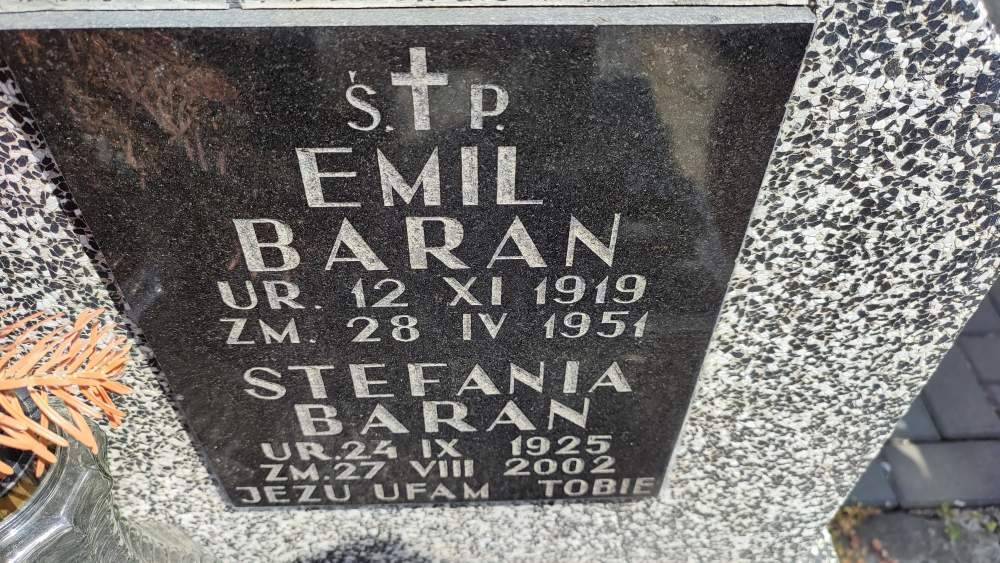 Ś. P.
EMIL
BARAN
UR. 12 XI 1919
ZM. 28 IV 1951
STEFANIA
BARAN
UR. 24 IX 1925
ZM. 27 VIII 2002
JEZU UFAM TOBIE